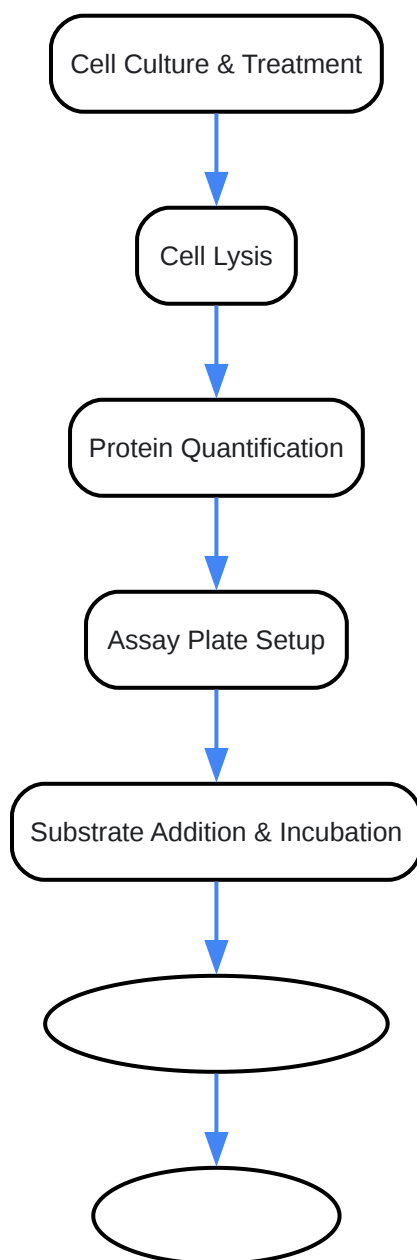 Cell Culture & Treatment
Cell Lysis
Protein Quantification
Assay Plate Setup
Substrate Addition & Incubation